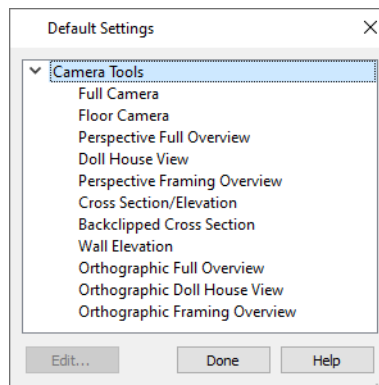 Default Settings
Camera Tools
Full Camera
Floor Camera
Perspective Full Overview
Doll House View
Perspective Framing Overview
Cross Section/Elevation
Backclipped Cross Section
Wall Elevation
Orthographic Full Overview
Orthographic Doll House View
Orthographic Framing Overview
Edit... Done Help